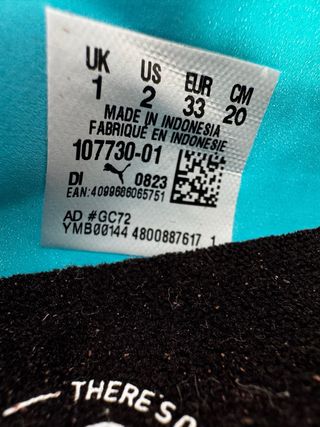 UK US EUR CM
1 2 33 20
MADE IN INDONESIA
FABRIQUÉ EN INDONÉSIE
107730-01
DI 0823
EAN:4099686065751
AD #GC72
YMB00144 4800887617 1
THERE'S